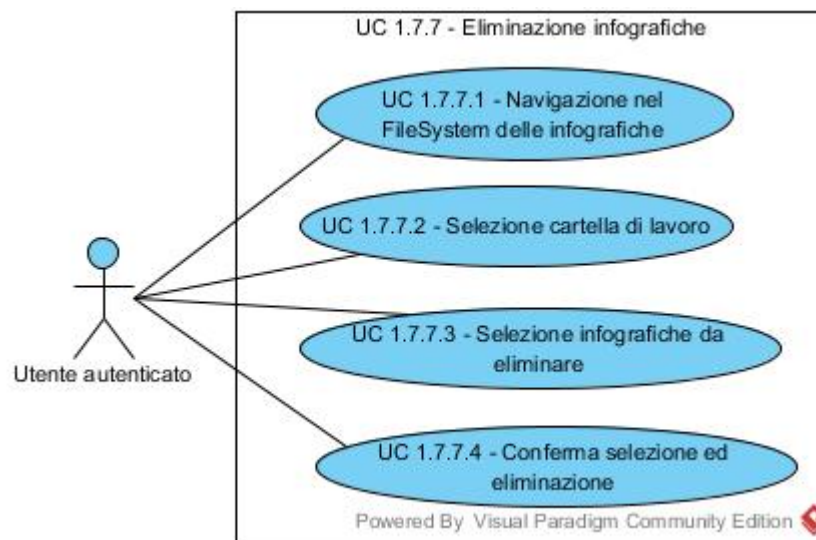 UC 1.7.7 - Eliminazione infografiche
UC 1.7.7.1 - Navigazione nel
FileSystem delle infografiche
UC 1.7.7.2 - Selezione cartella di lavoro
UC 1.7.7.3 - Selezione infografiche da
eliminare
Utente autenticato
UC 1.7.7.4 - Conferma selezione ed
eliminazione
Powered By Visual Paradigm Community Edition